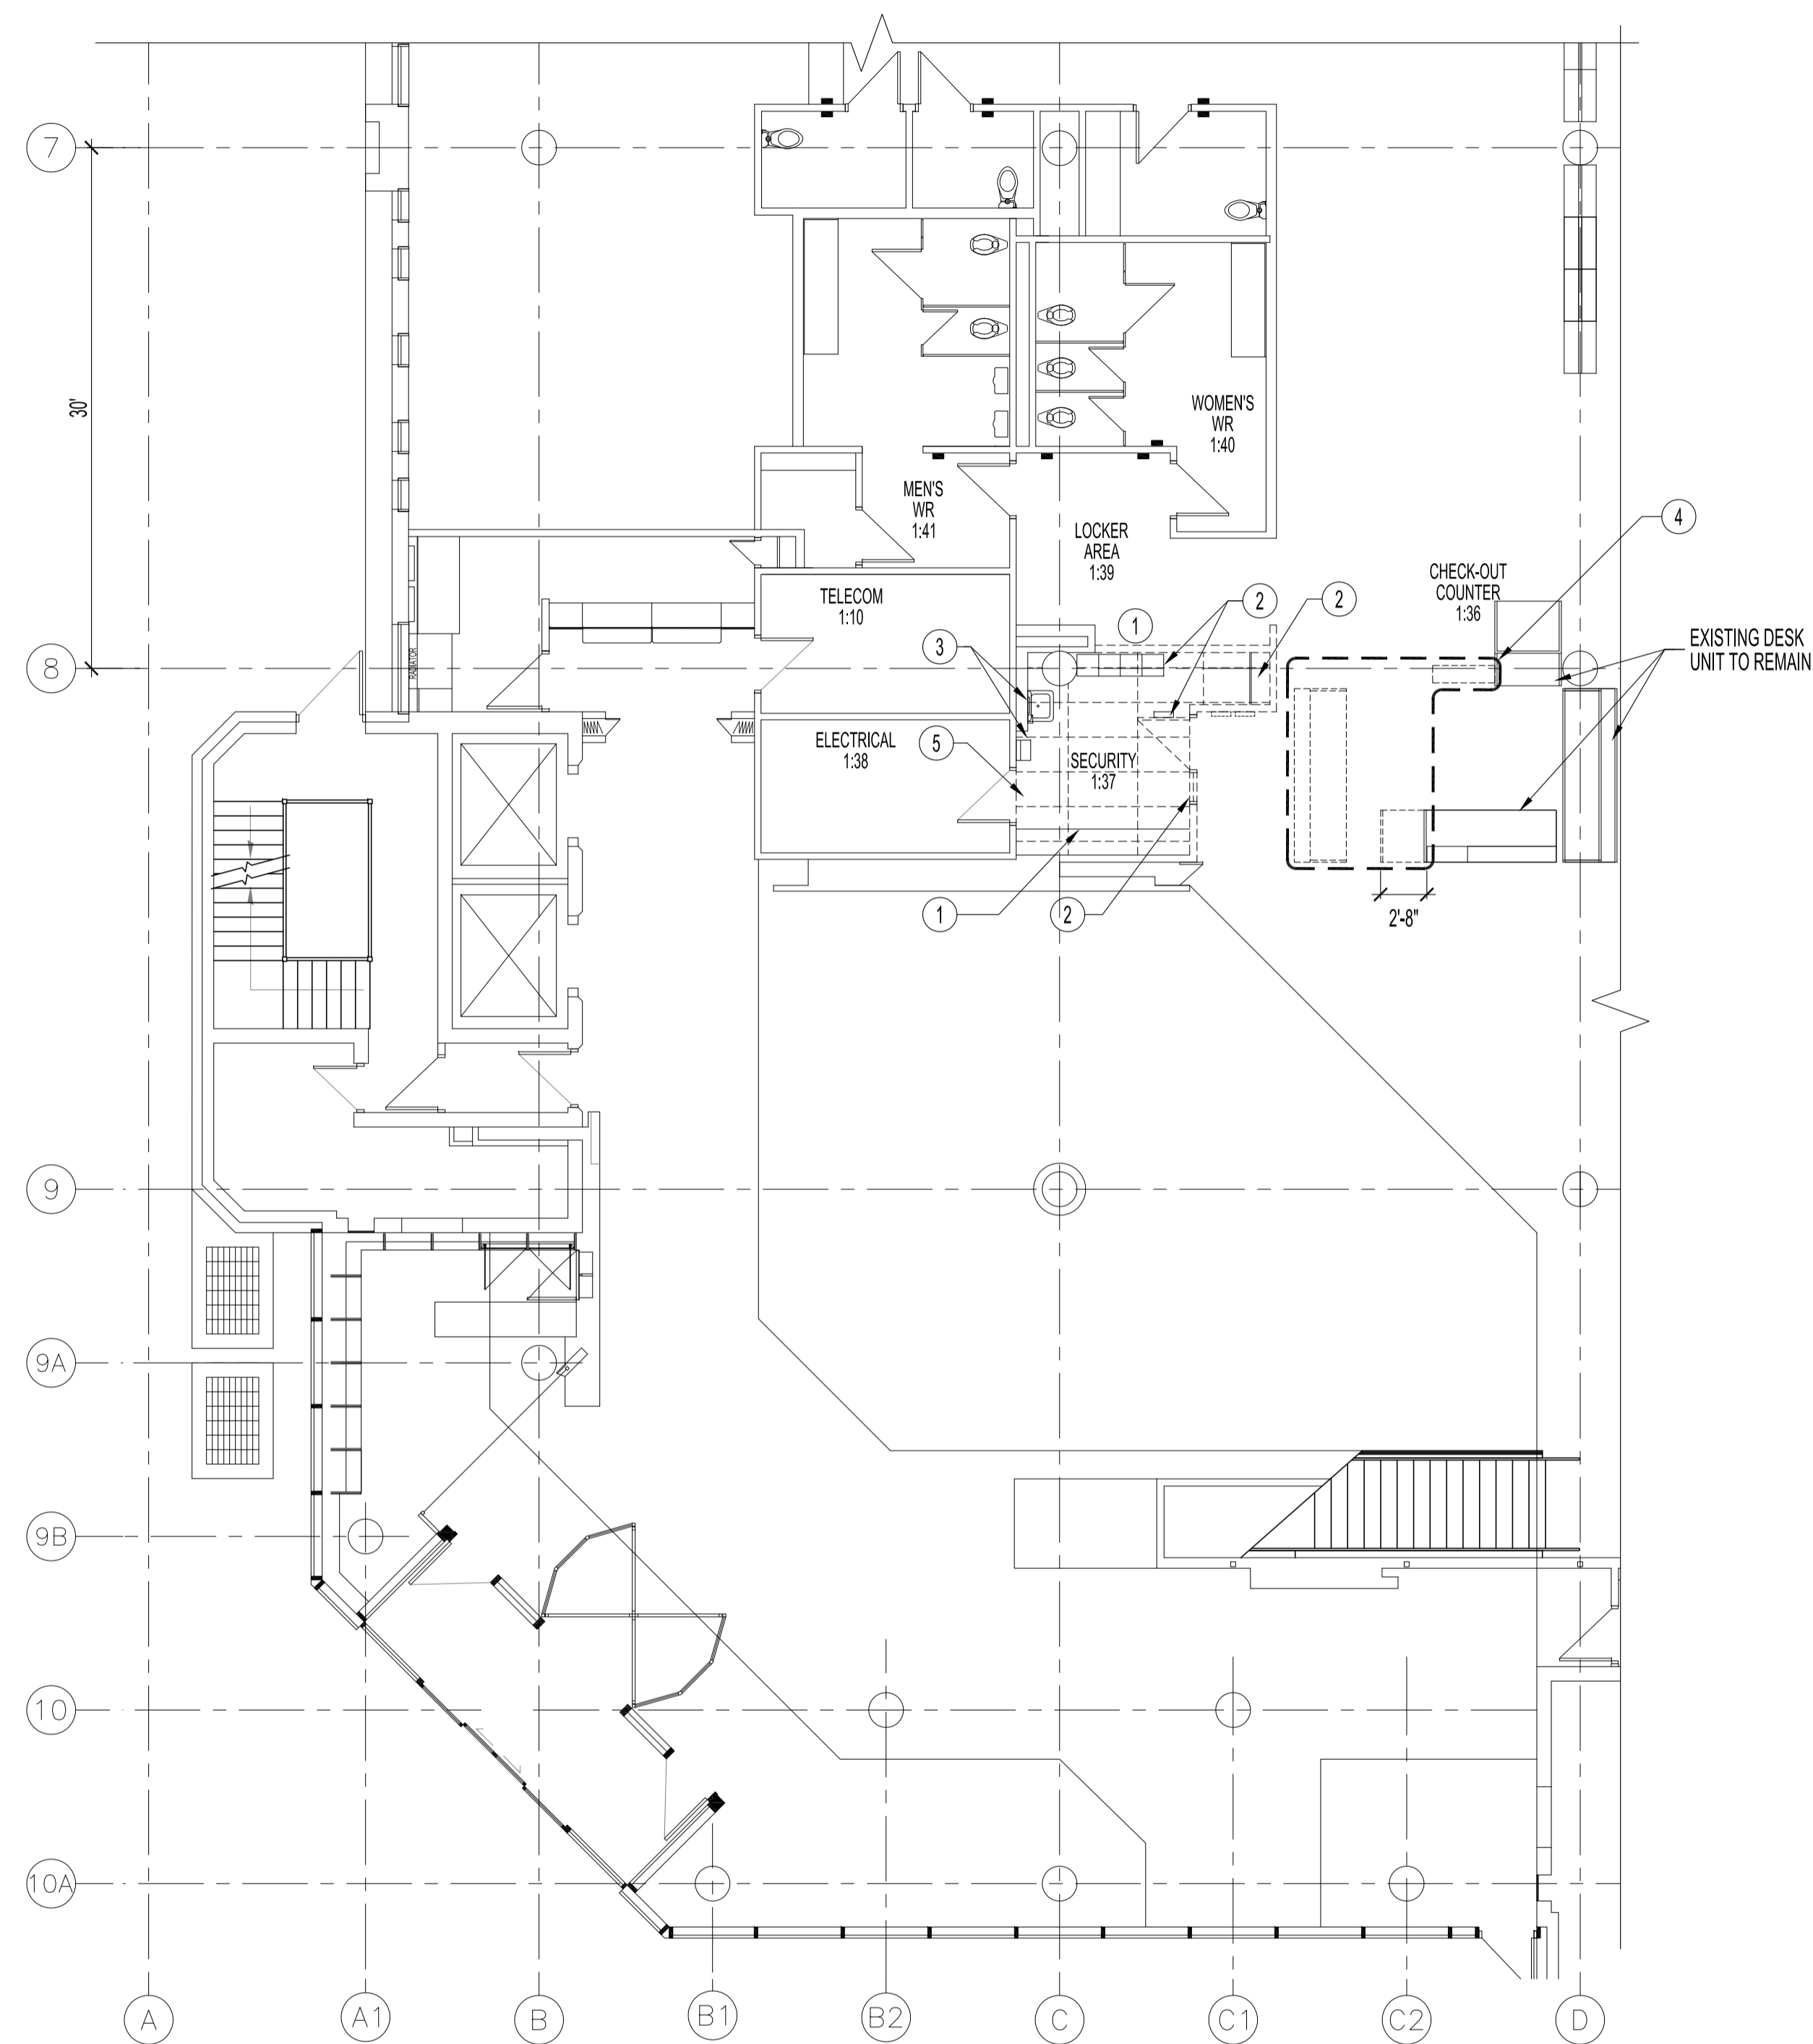 7
30'
WOMEN'S
WR
1:40
MEN'S
WR
1:41
LOCKER
AREA
1:39
4
CHECK-OUT
COUNTER
1:36
TELECOM
1:10
2
2
1
3
EXISTING DESK
UNIT TO REMAIN
8
RADIATOR
ELECTRICAL
1:38
5
SECURITY
1:37
1
2
2'-8"
9
9A
9B
10
10A
A
A1
B
B1
B2
C
C1
C2
D